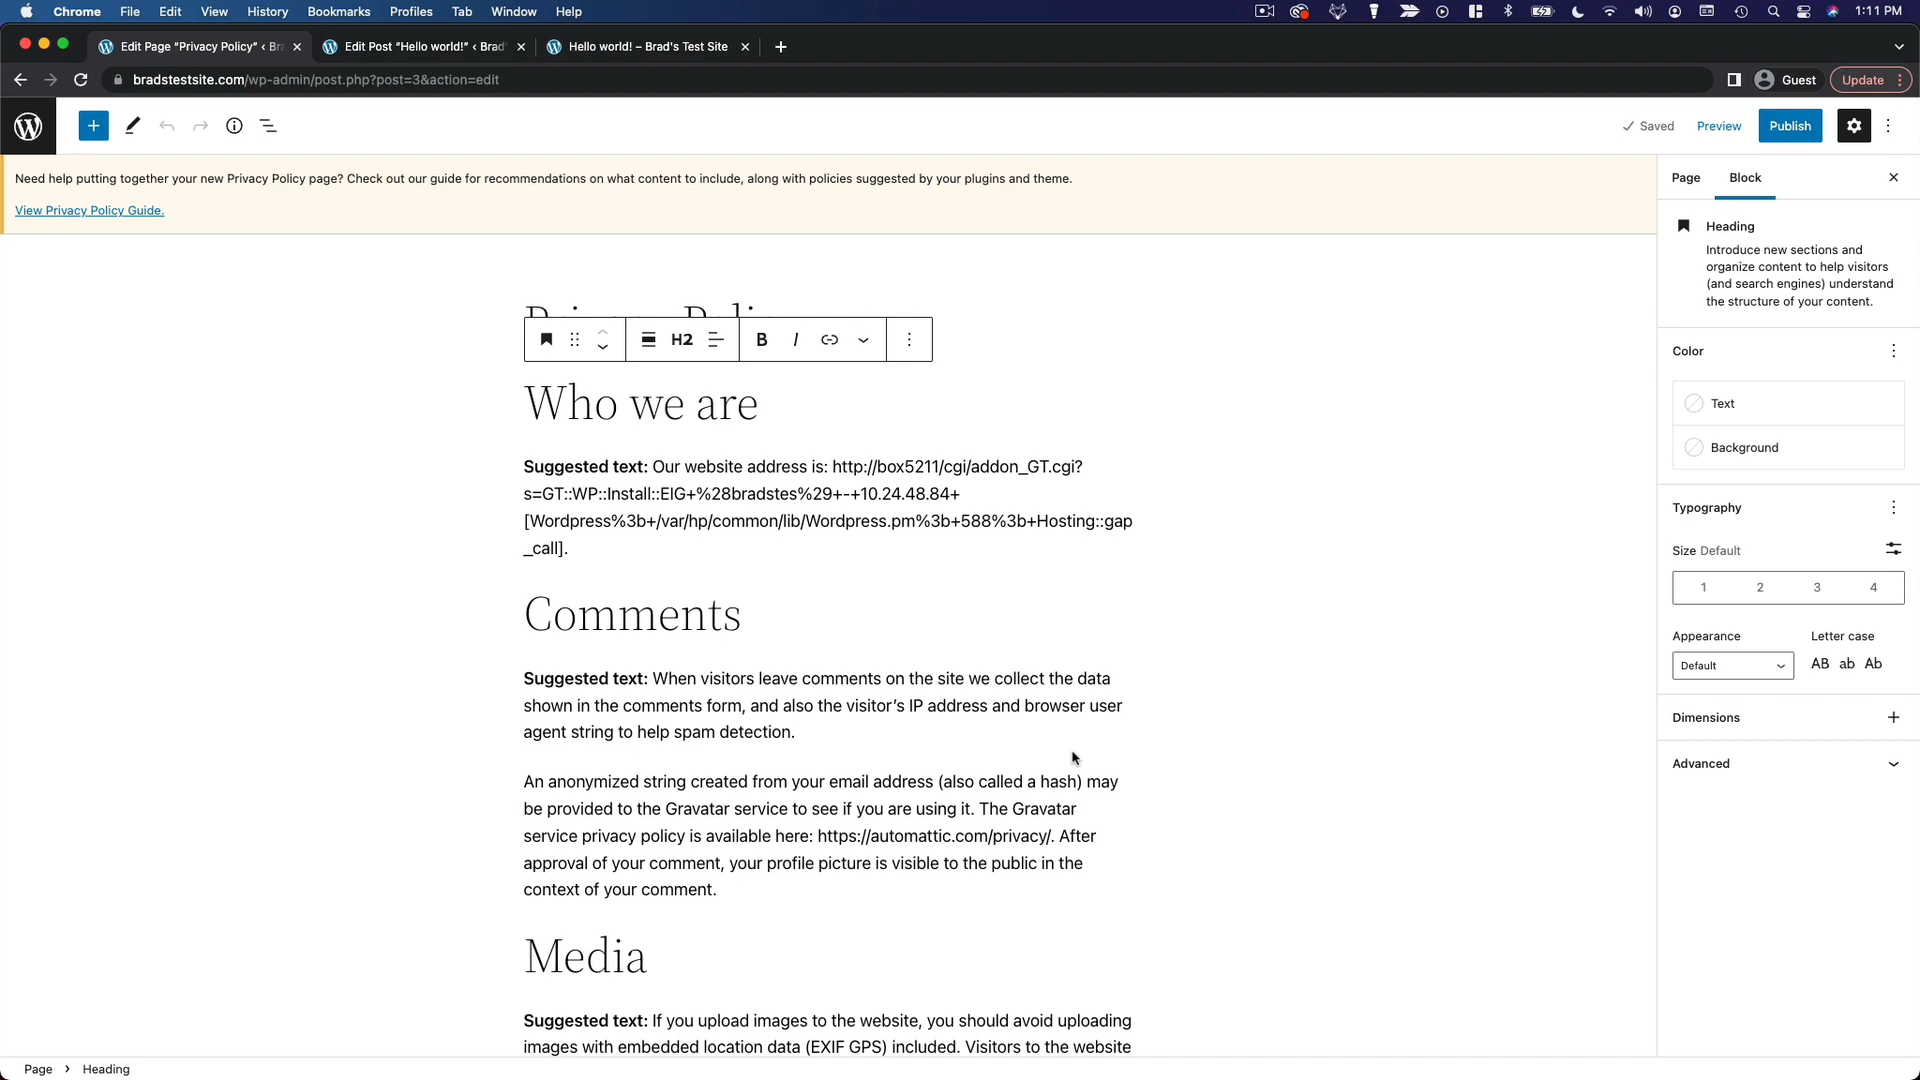 Chrome File Edit View History Bookmarks Profiles Tab Window Help 1:11 PM
Edit Page “Privacy Policy” ‹ Bra Edit Post “Hello world!” ‹ Brad' Hello world! – Brad's Test Site
bradstestsite.com/wp-admin/post.php?post=3&action=edit Guest Update
Saved Preview Publish
Need help putting together your new Privacy Policy page? Check out our guide for recommendations on what content to include, along with policies suggested by your plugins and theme.
View Privacy Policy Guide.
Privacy Policy
H2 B I
Who we are
Suggested text: Our website address is: http://box5211/cgi/addon_GT.cgi?
s=GT::WP::Install::EIG+%28bradstes%29+-+10.24.48.84+
[Wordpress%3b+/var/hp/common/lib/Wordpress.pm%3b+588%3b+Hosting::gap
_call].
Comments
Suggested text: When visitors leave comments on the site we collect the data
shown in the comments form, and also the visitor’s IP address and browser user
agent string to help spam detection.
An anonymized string created from your email address (also called a hash) may
be provided to the Gravatar service to see if you are using it. The Gravatar
service privacy policy is available here: https://automattic.com/privacy/. After
approval of your comment, your profile picture is visible to the public in the
context of your comment.
Media
Suggested text: If you upload images to the website, you should avoid uploading
images with embedded location data (EXIF GPS) included. Visitors to the website
Page Block
Heading
Introduce new sections and
organize content to help visitors
(and search engines) understand
the structure of your content.
Color
Text
Background
Typography
Size Default
1 2 3 4
Appearance Letter case
Default AB ab Ab
Dimensions
Advanced
Page › Heading